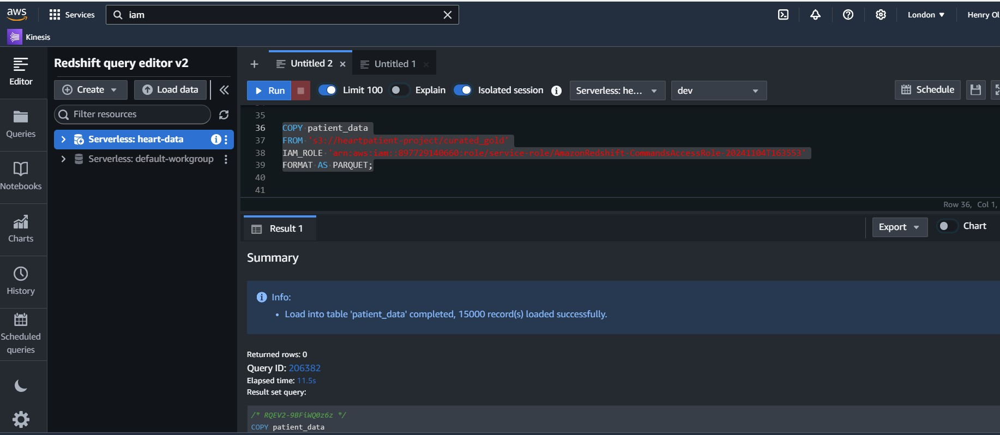 aws
Services
iam
London
Henry Ol
Kinesis
Editor
Queries
Notebooks
Charts
History
Scheduled
queries
Redshift query editor v2
Create
Load data
Filter resources
Serverless: heart-data
Serverless: default-workgroup
Untitled 2
Untitled 1
Run
Limit 100
Explain
Isolated session
Serverless: he...
dev
Schedule
35
36 COPY patient_data
37 FROM 's3://heartpatient-project/curated_gold'
38 IAM_ROLE 'arn:aws:iam::897729140660:role/service-role/AmazonRedshift-CommandsAccessRole-20241104T163553'
39 FORMAT AS PARQUET;
40
41
Row 36, Col 1,
Result 1
Export
Chart
Summary
Info:
• Load into table 'patient_data' completed, 15000 record(s) loaded successfully.
Returned rows: 0
Query ID: 206382
Elapsed time: 11.5s
Result set query:
/* RQEV2-9BFiWQ0z6z */
COPY patient_data